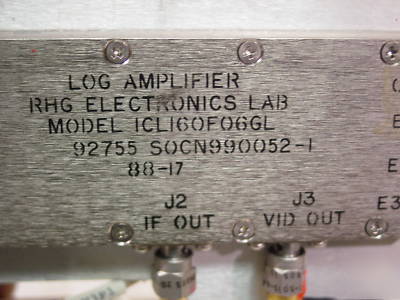 LOG AMPLIFIER
RHG ELECTRONICS LAB
MODEL ICLI60F06GL
92755 SOCN990052-1
88-17
J2
IF OUT
J3
VID OUT
E3